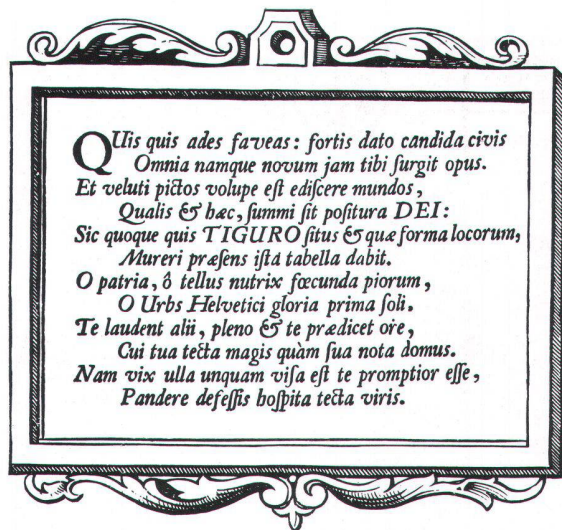 QUis quis ades faveas: fortis dato candida civis
Omnia namque novum jam tibi ſurgit opus.
Et veluti pictos volupe eſt ediſcere mundos,
Qualis & hæc, ſummi ſit poſitura DEI:
Sic quoque quis TIGURO ſitus & quæ forma locorum,
Mureri præſens iſtá tabella dabit.
O patria, ô tellus nutrix fœcunda piorum,
O Urbs Helvetici gloria prima ſoli.
Te laudent alii, pleno & te prædicet ore,
Cui tua tecta magis quàm ſua nota domus.
Nam vix ulla unquam viſa eſt te promptior eſſe,
Pandere defeſſis hoſpita tecta viris.